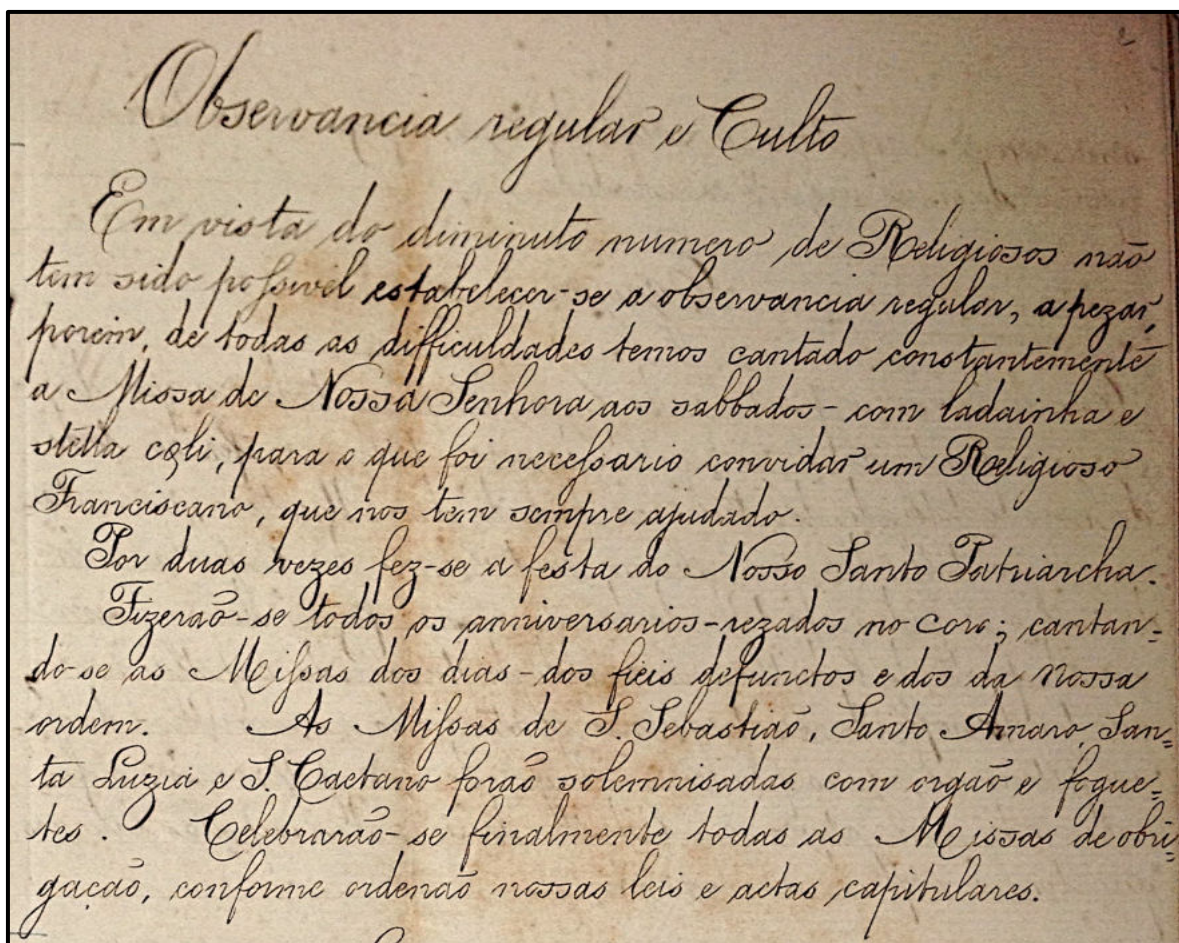 Observancia regular e Culto
Em vista do diminuto numero de Religiosos não
tem sido possivel estabelecer-se a observancia regular, a pezar,
porém, de todas as difficuldades temos cantado constantemente
a Missa de Nossa Senhora aos sabbados - com ladainha e
stella cœli, para o que foi necessario convidar um Religioso
Franciscano, que nos tem sempre ajudado.
Por duas vezes fez-se a festa do Nosso Santo Patriarcha.
Fizerão-se todos os anniversarios-rezados no coro; cantan=
do-se as Missas dos dias - dos fieis defunctos e dos da nossa
ordem. As Missas de S. Sebastião, Santo Amaro, San=
ta Luzia e S. Caetano forão solemnisadas com orgão e fogue=
tes. Celebrarão-se finalmente todas as Missas de obri=
gação, conforme ordenão nossas leis e actas capitulares.